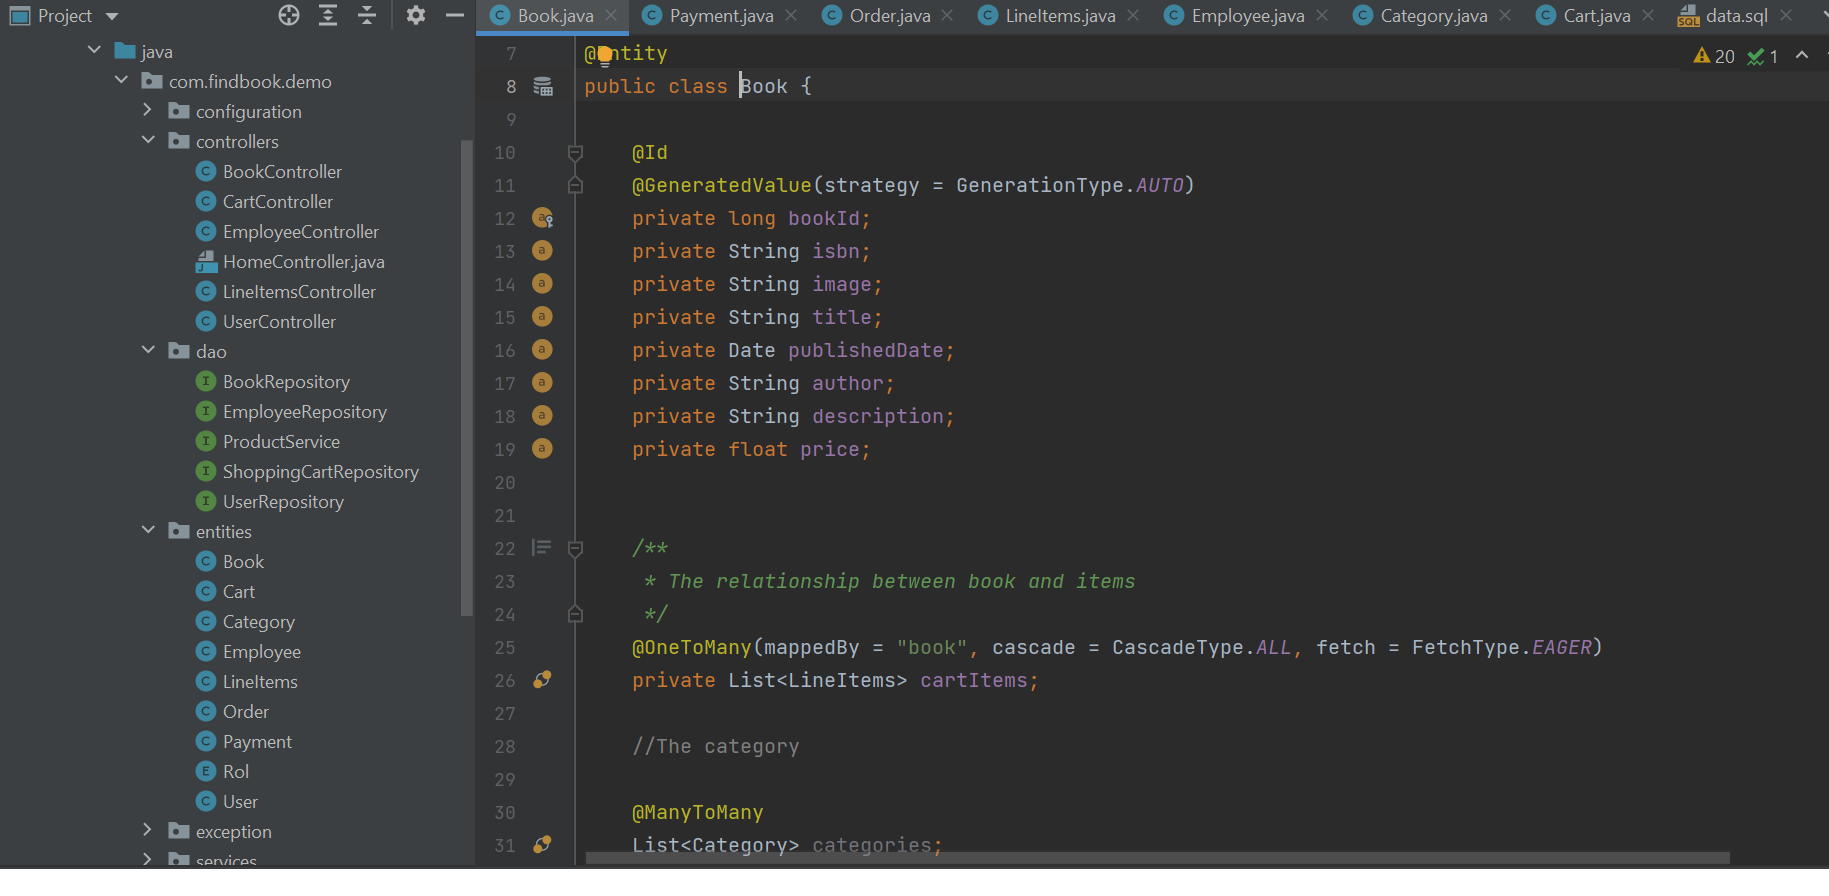 Project
java
com.findbook.demo
configuration
controllers
BookController
CartController
EmployeeController
HomeController.java
LineItemsController
UserController
dao
BookRepository
EmployeeRepository
ProductService
ShoppingCartRepository
UserRepository
entities
Book
Cart
Category
Employee
LineItems
Order
Payment
Rol
User
exception
services
Book.java Payment.java Order.java LineItems.java Employee.java Category.java Cart.java data.sql
20 1
7 @Entity
8 public class Book {
9
10 @Id
11 @GeneratedValue(strategy = GenerationType.AUTO)
12 private long bookId;
13 private String isbn;
14 private String image;
15 private String title;
16 private Date publishedDate;
17 private String author;
18 private String description;
19 private float price;
20
21
22 /**
23 * The relationship between book and items
24 */
25 @OneToMany(mappedBy = "book", cascade = CascadeType.ALL, fetch = FetchType.EAGER)
26 private List<LineItems> cartItems;
27
28 //The category
29
30 @ManyToMany
31 List<Category> categories;